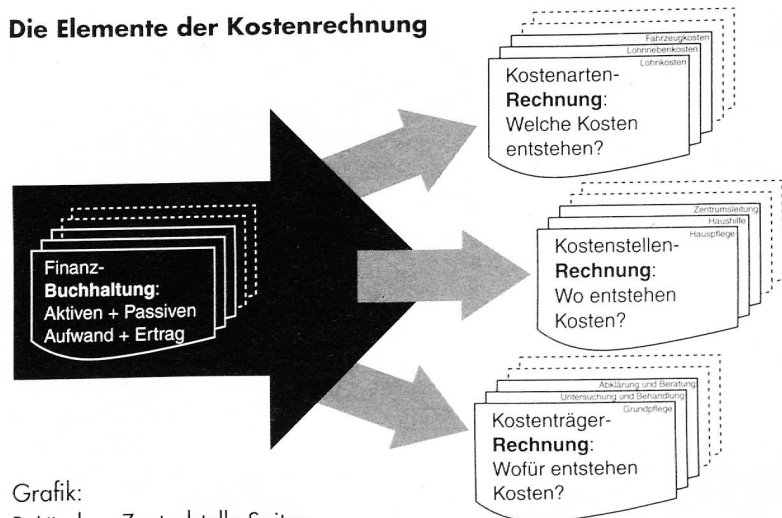 Die Elemente der Kostenrechnung
Fahrzeugkosten
Lohnnebenkosten
Lohnkosten
Kostenarten-
Rechnung:
Welche Kosten
entstehen?
Finanz-
Buchhaltung:
Aktiven + Passiven
Aufwand + Ertrag
Zentrumsleitung
Haushilfe
Hauspflege
Kostenstellen-
Rechnung:
Wo entstehen
Kosten?
Abklärung und Beratung
Untersuchung und Behandlung
Grundpflege
Kostenträger-
Rechnung:
Wofür entstehen
Kosten?
Grafik: